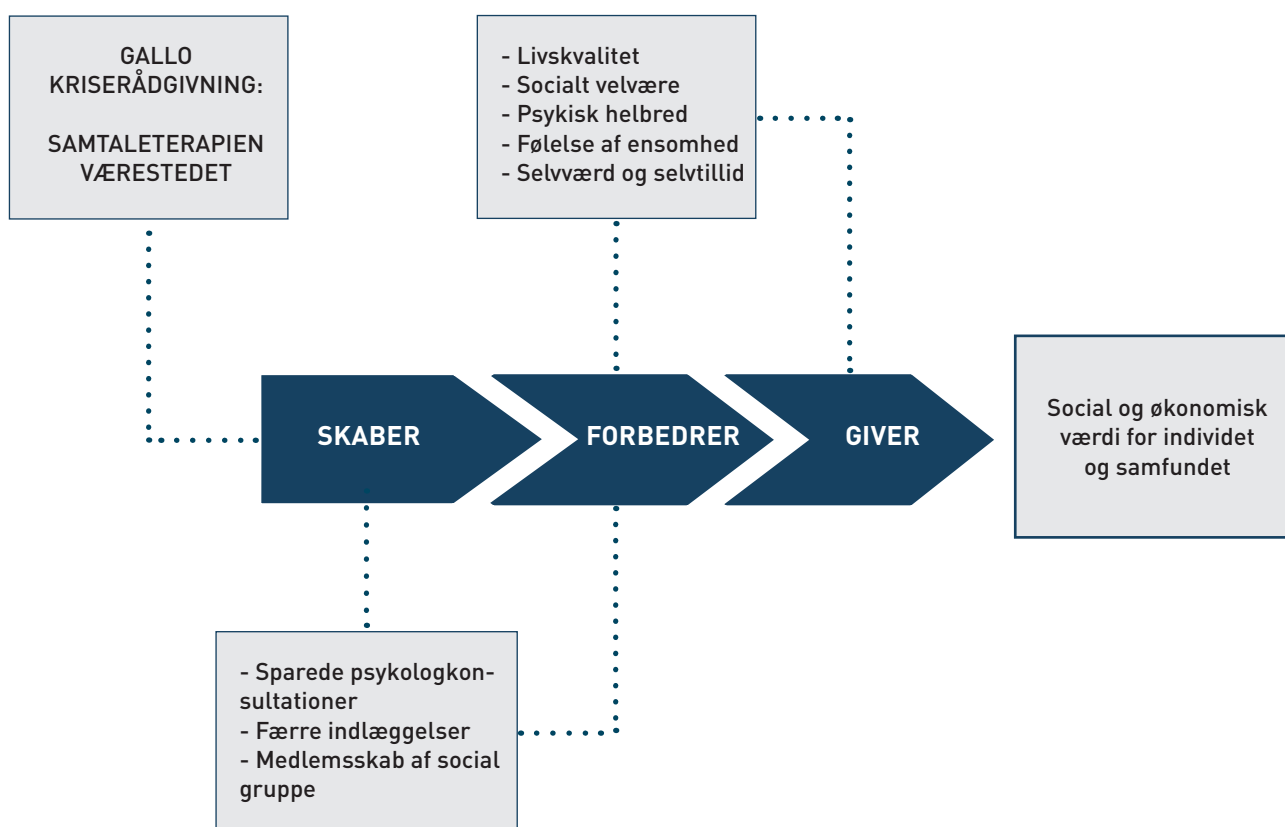 GALLO
KRISERÅDGIVNING:
SAMTALETERAPIEN
VÆRESTEDET
- Livskvalitet
- Socialt velvære
- Psykisk helbred
- Følelse af ensomhed
- Selvværd og selvtillid
SKABER
FORBEDRER
GIVER
Social og økonomisk
værdi for individet
og samfundet
- Sparede psykologkon-
sultationer
- Færre indlæggelser
- Medlemsskab af social
gruppe